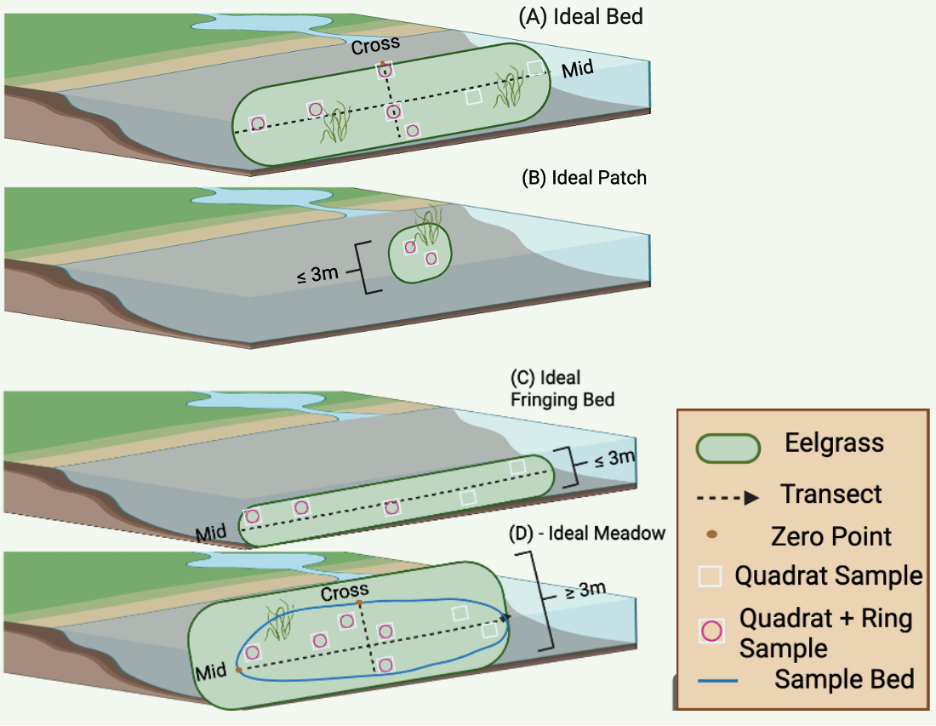 (A) Ideal Bed
Cross
Mid
(B) Ideal Patch
≤ 3m
(C) Ideal
Fringing Bed
≤ 3m
Mid
(D) - Ideal Meadow
≥ 3m
Cross
Mid
Eelgrass
Transect
Zero Point
Quadrat Sample
Quadrat + Ring
Sample
Sample Bed